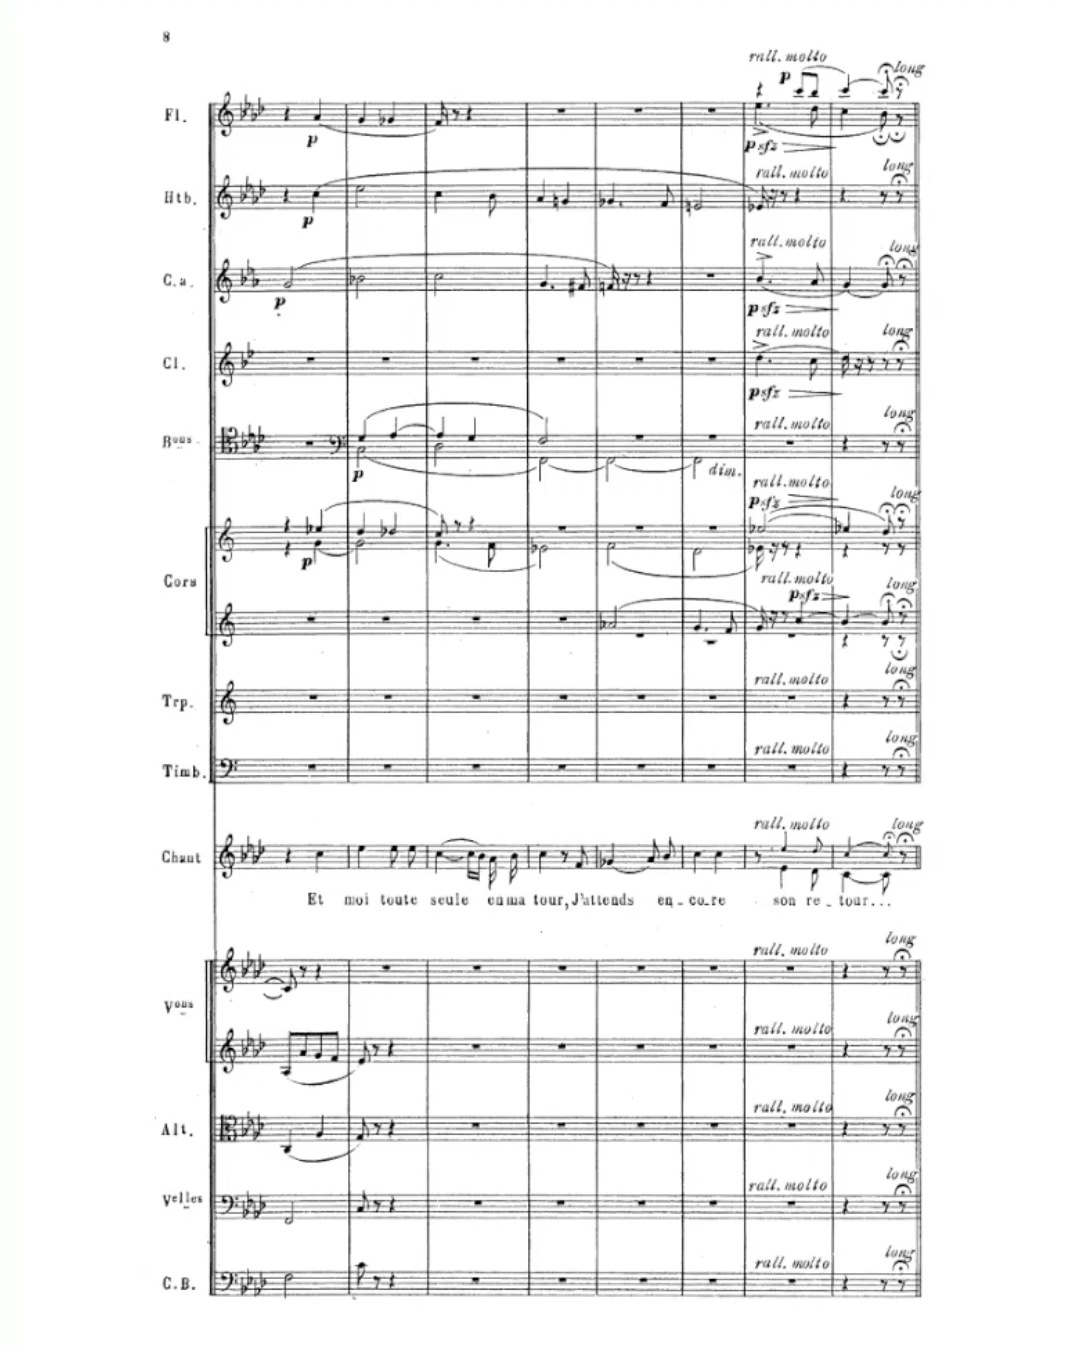 8
rall. molto
p
long
Fl.
p
p sfz
rall. molto
long
Htb.
p
rall. molto
long
C.a.
p
p sfz
rall. molto
long
Cl.
p sfz
long
rall. molto
Bons
p
dim.
rall. molto
p sfz
long
p
Cors
rall. molto
long
p sfz
long
rall. molto
Trp.
long
rall. molto
Timb.
rall. molto
long
Chant
Et moi toute seule en ma tour, J'attends en_co_re son re_tour...
long
rall. molto
Vons
long
rall. molto
long
rall. molto
Alt.
long
rall. molto
Velles
long
rall. molto
C.B.